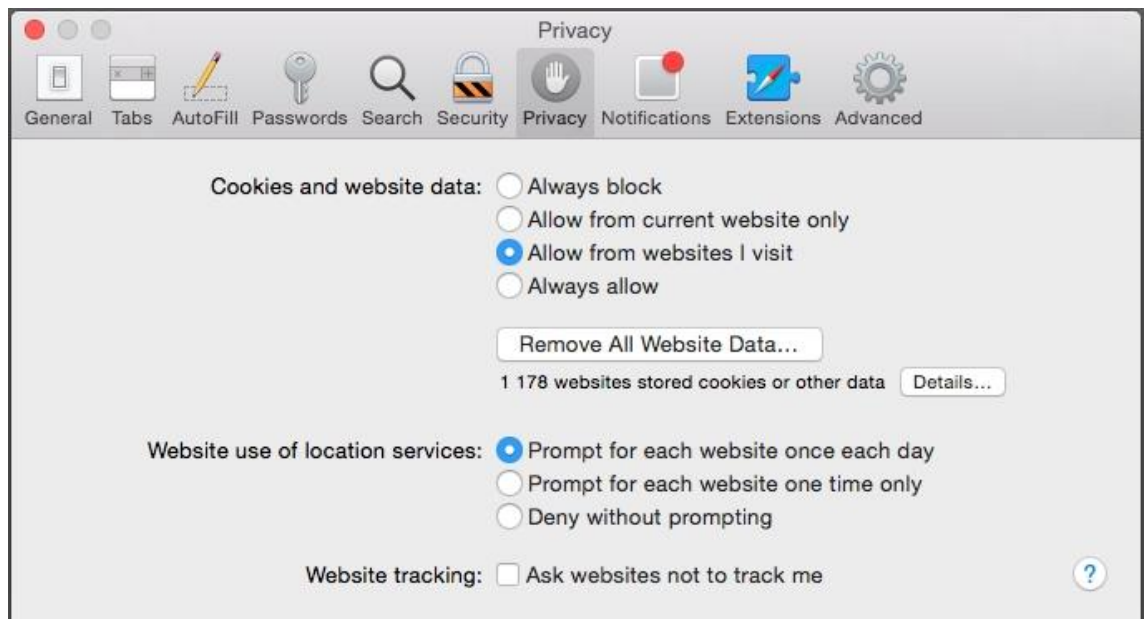 Privacy
General Tabs AutoFill Passwords Search Security Privacy Notifications Extensions Advanced
Cookies and website data: Always block
Allow from current website only
Allow from websites I visit
Always allow
Remove All Website Data...
1 178 websites stored cookies or other data Details...
Website use of location services: Prompt for each website once each day
Prompt for each website one time only
Deny without prompting
Website tracking: Ask websites not to track me ?